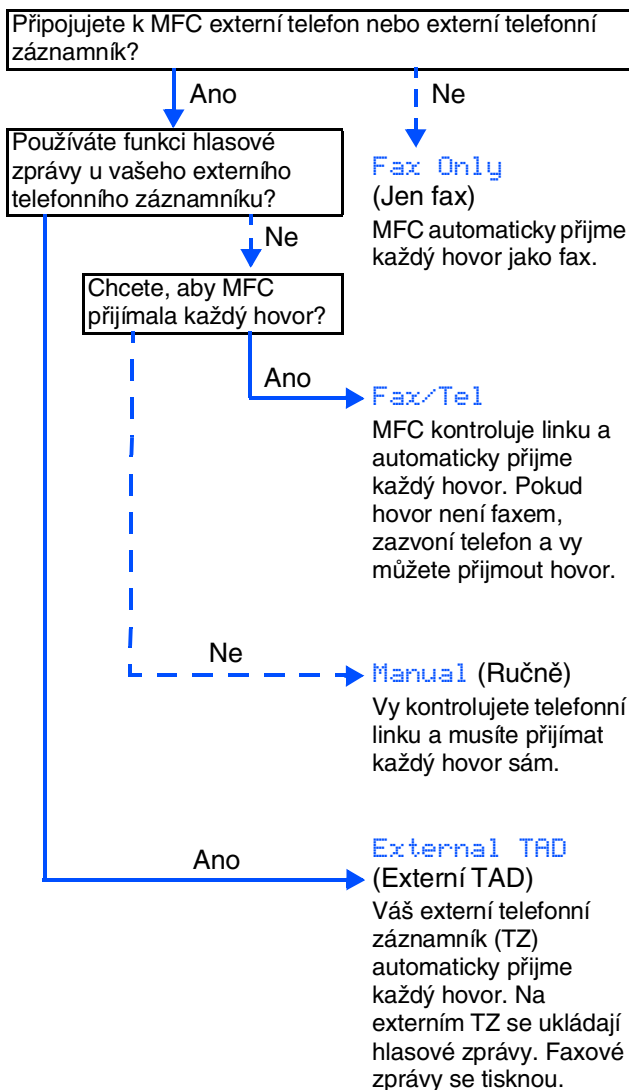 Připojujete k MFC externí telefon nebo externí telefonní
záznamník?
Ano
Ne
Používáte funkci hlasové
zprávy u vašeho externího
telefonního záznamníku?
Fax Only
(Jen fax)
MFC automaticky přijme
každý hovor jako fax.
Ne
Chcete, aby MFC
přijímala každý hovor?
Ano
Fax/Tel
MFC kontroluje linku a
automaticky přijme
každý hovor. Pokud
hovor není faxem,
zazvoní telefon a vy
můžete přijmout hovor.
Ne
Manual (Ručně)
Vy kontrolujete telefonní
linku a musíte přijímat
každý hovor sám.
Ano
External TAD
(Externí TAD)
Váš externí telefonní
záznamník (TZ)
automaticky přijme
každý hovor. Na
externím TZ se ukládají
hlasové zprávy. Faxové
zprávy se tisknou.